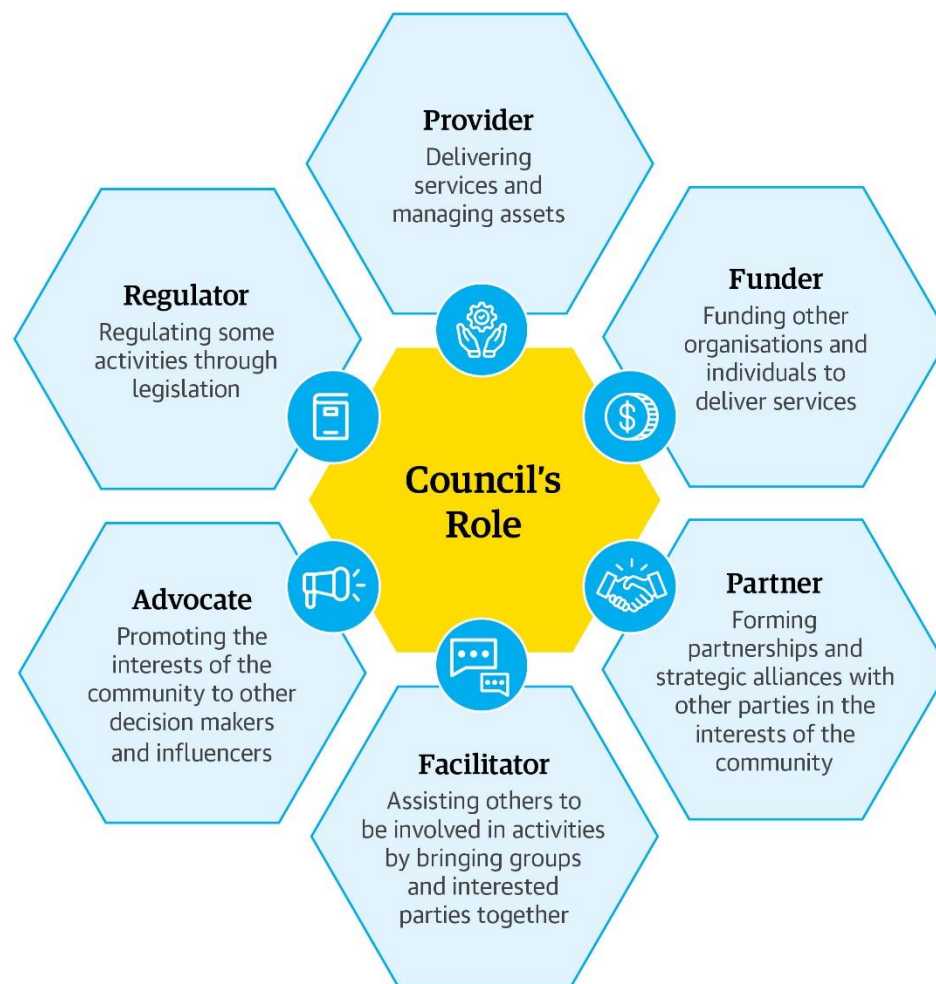 Provider
Delivering
services and
managing assets
Funder
Funding other
organisations and
individuals to
deliver services
Partner
Forming
partnerships and
strategic alliances with
other parties in the
interests of the
community
Facilitator
Assisting others to
be involved in activities
by bringing groups
and interested
parties together
Advocate
Promoting the
interests of the
community to other
decision makers
and influencers
Regulator
Regulating some
activities through
legislation
Council’s
Role
$